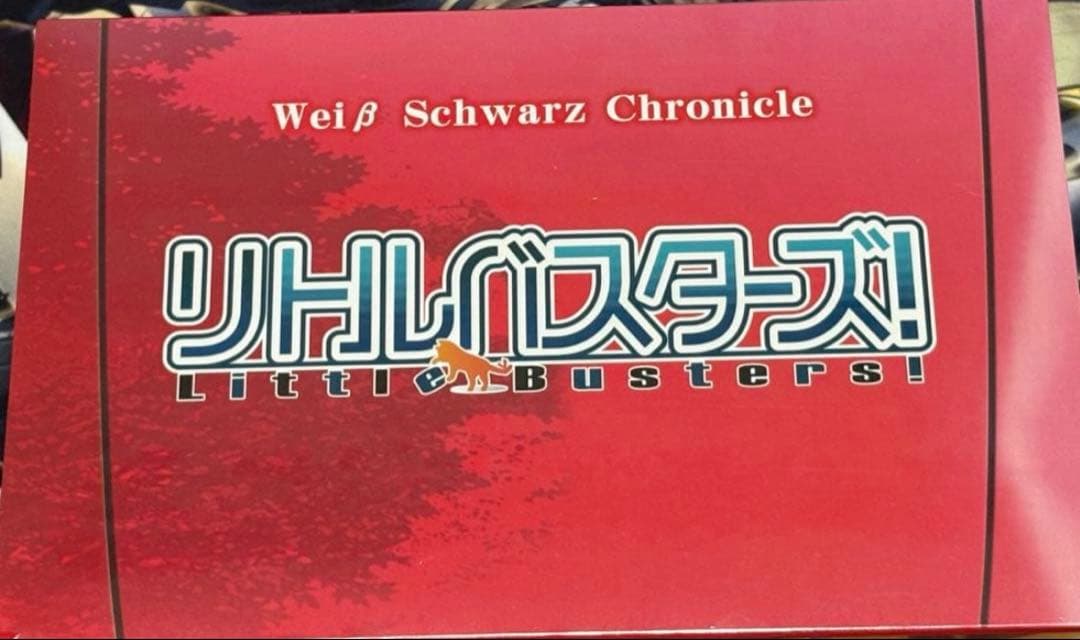 Weiβ Schwarz Chronicle
リトルバスターズ!
Little Busters!